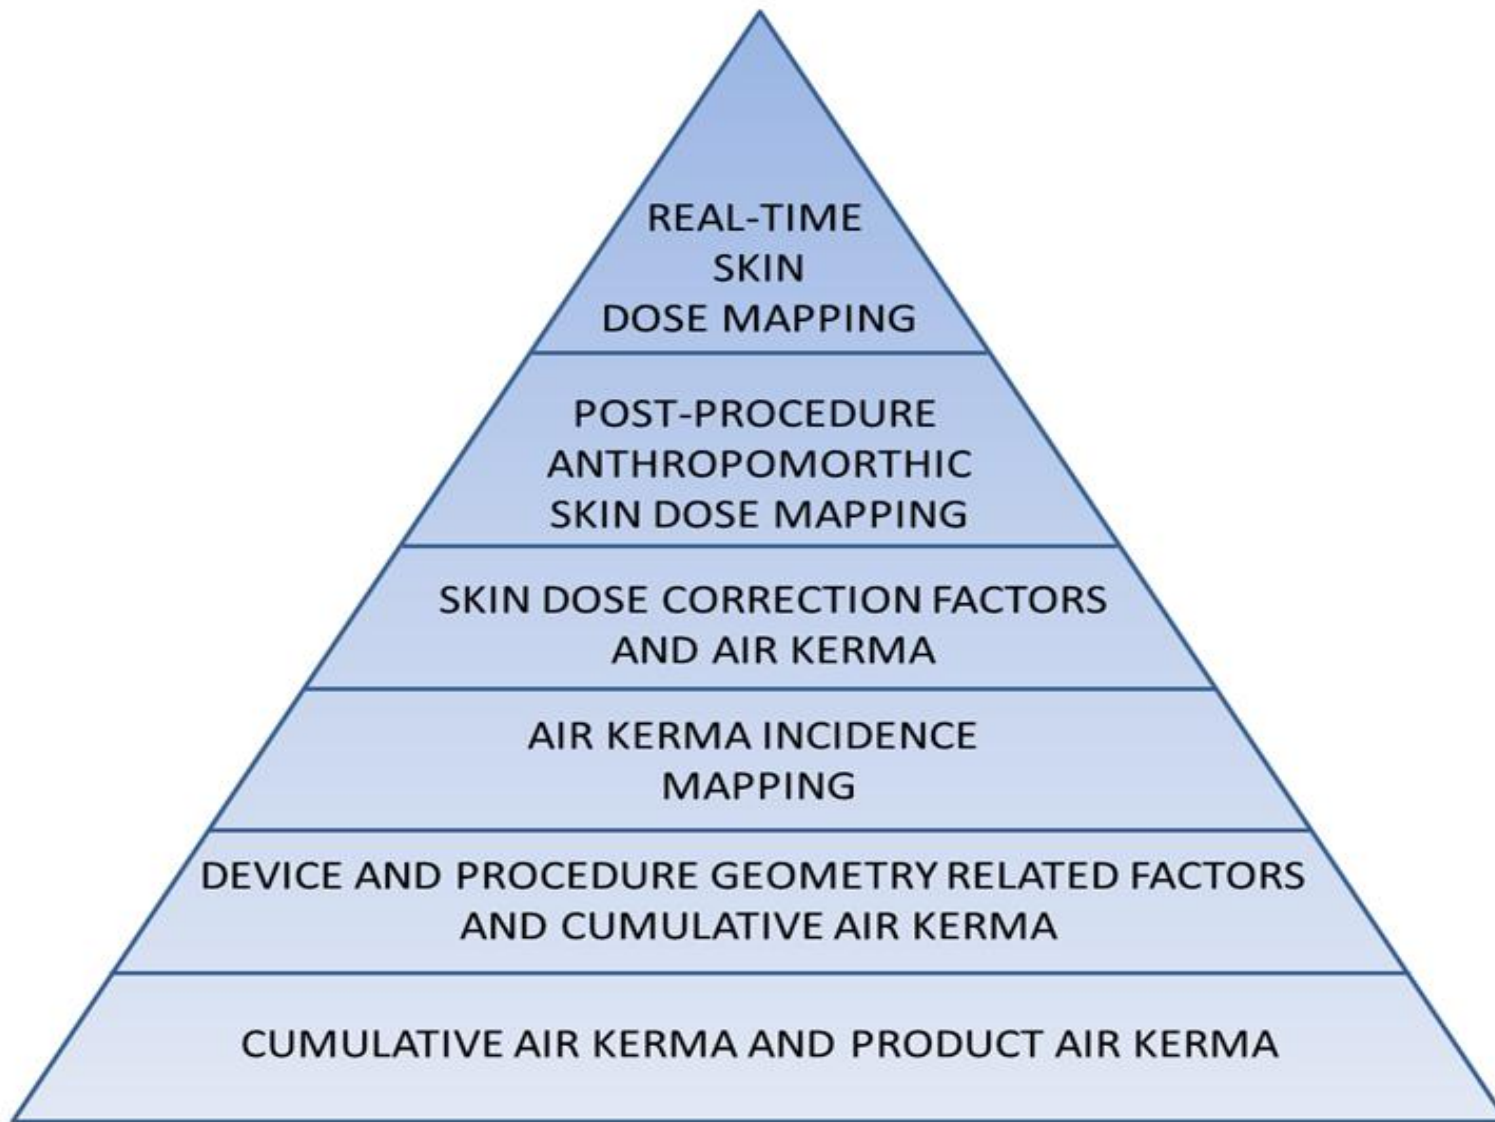 REAL-TIME
SKIN
DOSE MAPPING
POST-PROCEDURE
ANTHROPOMORTHIC
SKIN DOSE MAPPING
SKIN DOSE CORRECTION FACTORS
AND AIR KERMA
AIR KERMA INCIDENCE
MAPPING
DEVICE AND PROCEDURE GEOMETRY RELATED FACTORS
AND CUMULATIVE AIR KERMA
CUMULATIVE AIR KERMA AND PRODUCT AIR KERMA